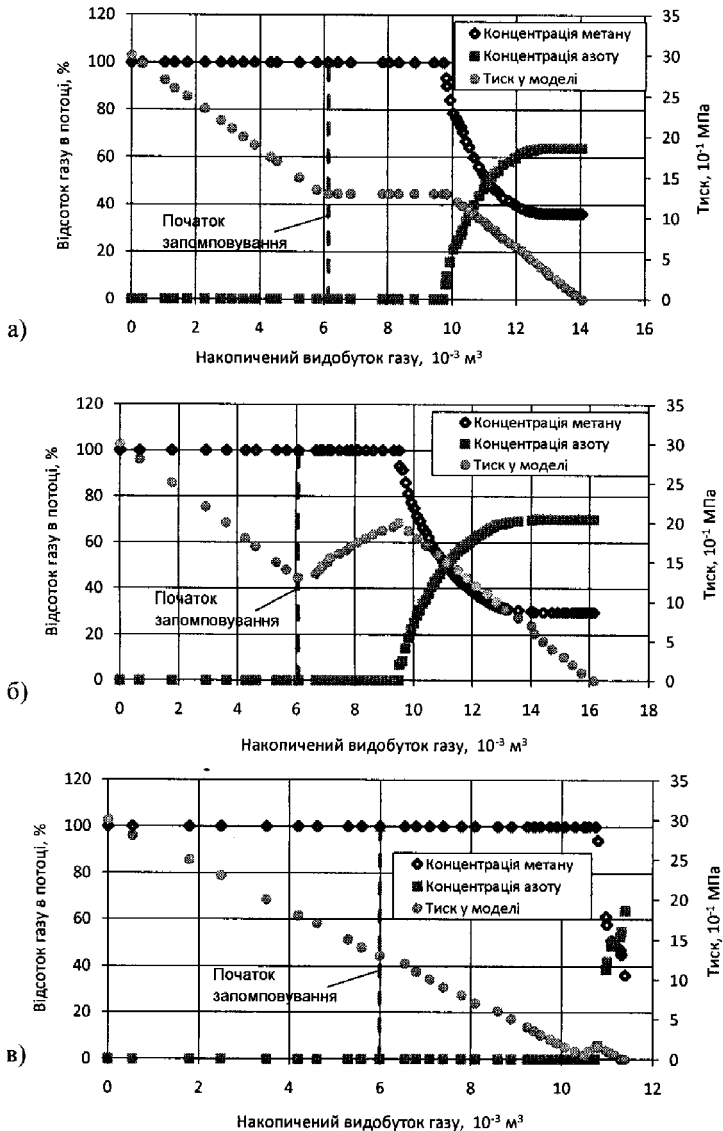 а)
Відсоток газу в потоці, %
120
100
80
60
40
20
0
Концентрація метану
Концентрація азоту
Тиск у моделі
Початок
запомповування
35
30
25
20
15
10
5
0
Тиск, 10⁻¹ МПа
0 2 4 6 8 10 12 14 16
Накопичений видобуток газу, 10⁻³ м³
б)
Відсоток газу в потоці, %
120
100
80
60
40
20
0
Концентрація метану
Концентрація азоту
Тиск у моделі
Початок
запомповування
35
30
25
20
15
10
5
0
Тиск, 10⁻¹ МПа
0 2 4 6 8 10 12 14 16 18
Накопичений видобуток газу, 10⁻³ м³
в)
Відсоток газу в потоці, %
120
100
80
60
40
20
0
Концентрація метану
Концентрація азоту
Тиск у моделі
Початок
запомповування
35
30
25
20
15
10
5
0
Тиск, 10⁻¹ МПа
0 2 4 6 8 10 12
Накопичений видобуток газу, 10⁻³ м³